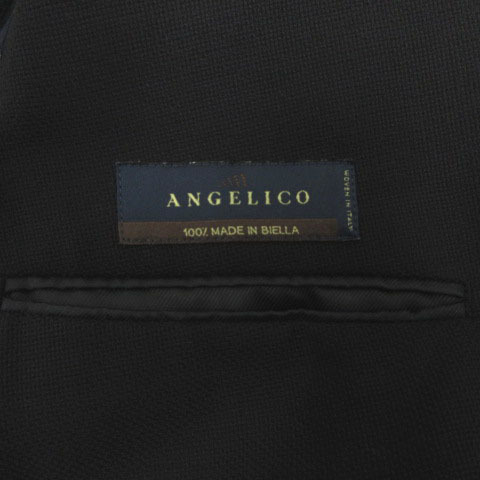 ANGELICO
100% MADE IN BIELLA
WOVEN IN ITALY